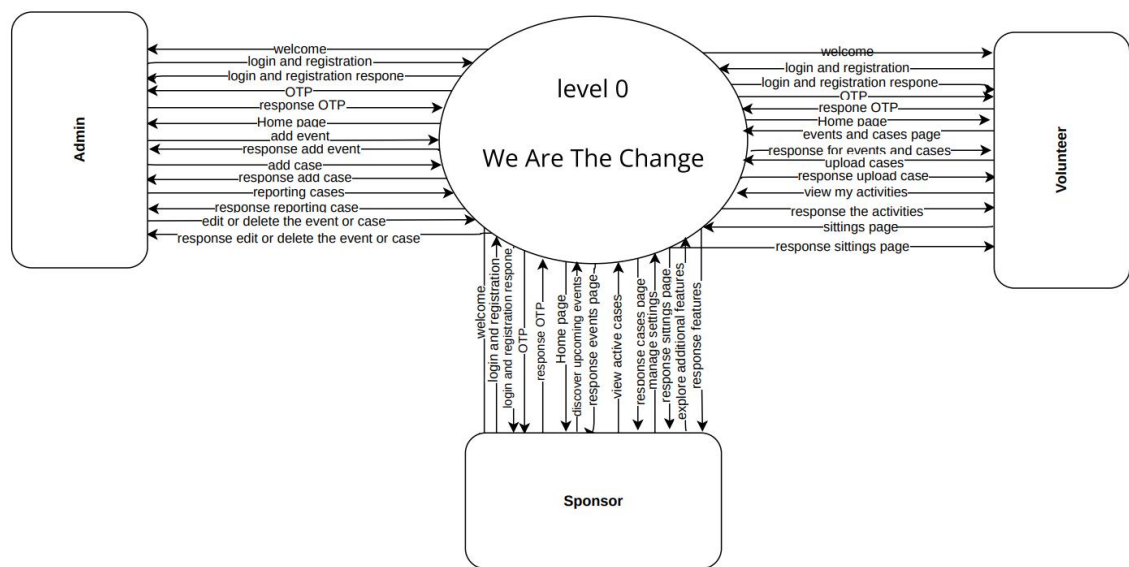 level 0
We Are The Change
Admin
welcome
login and registration
login and registration respone
OTP
response OTP
Home page
add event
response add event
add case
response add case
reporting cases
response reporting case
edit or delete the event or case
response edit or delete the event or case
Volunteer
welcome
login and registration
login and registration respone
OTP
respone OTP
Home page
events and cases page
response for events and cases
upload cases
response upload case
view my activities
response the activities
sittings page
response sittings page
welcome
login and registration
login and registration respone
OTP
response OTP
Home page
discover upcoming events
response events page
view active cases
response cases page
manage settings
response sittings page
explore additional features
response features
Sponsor